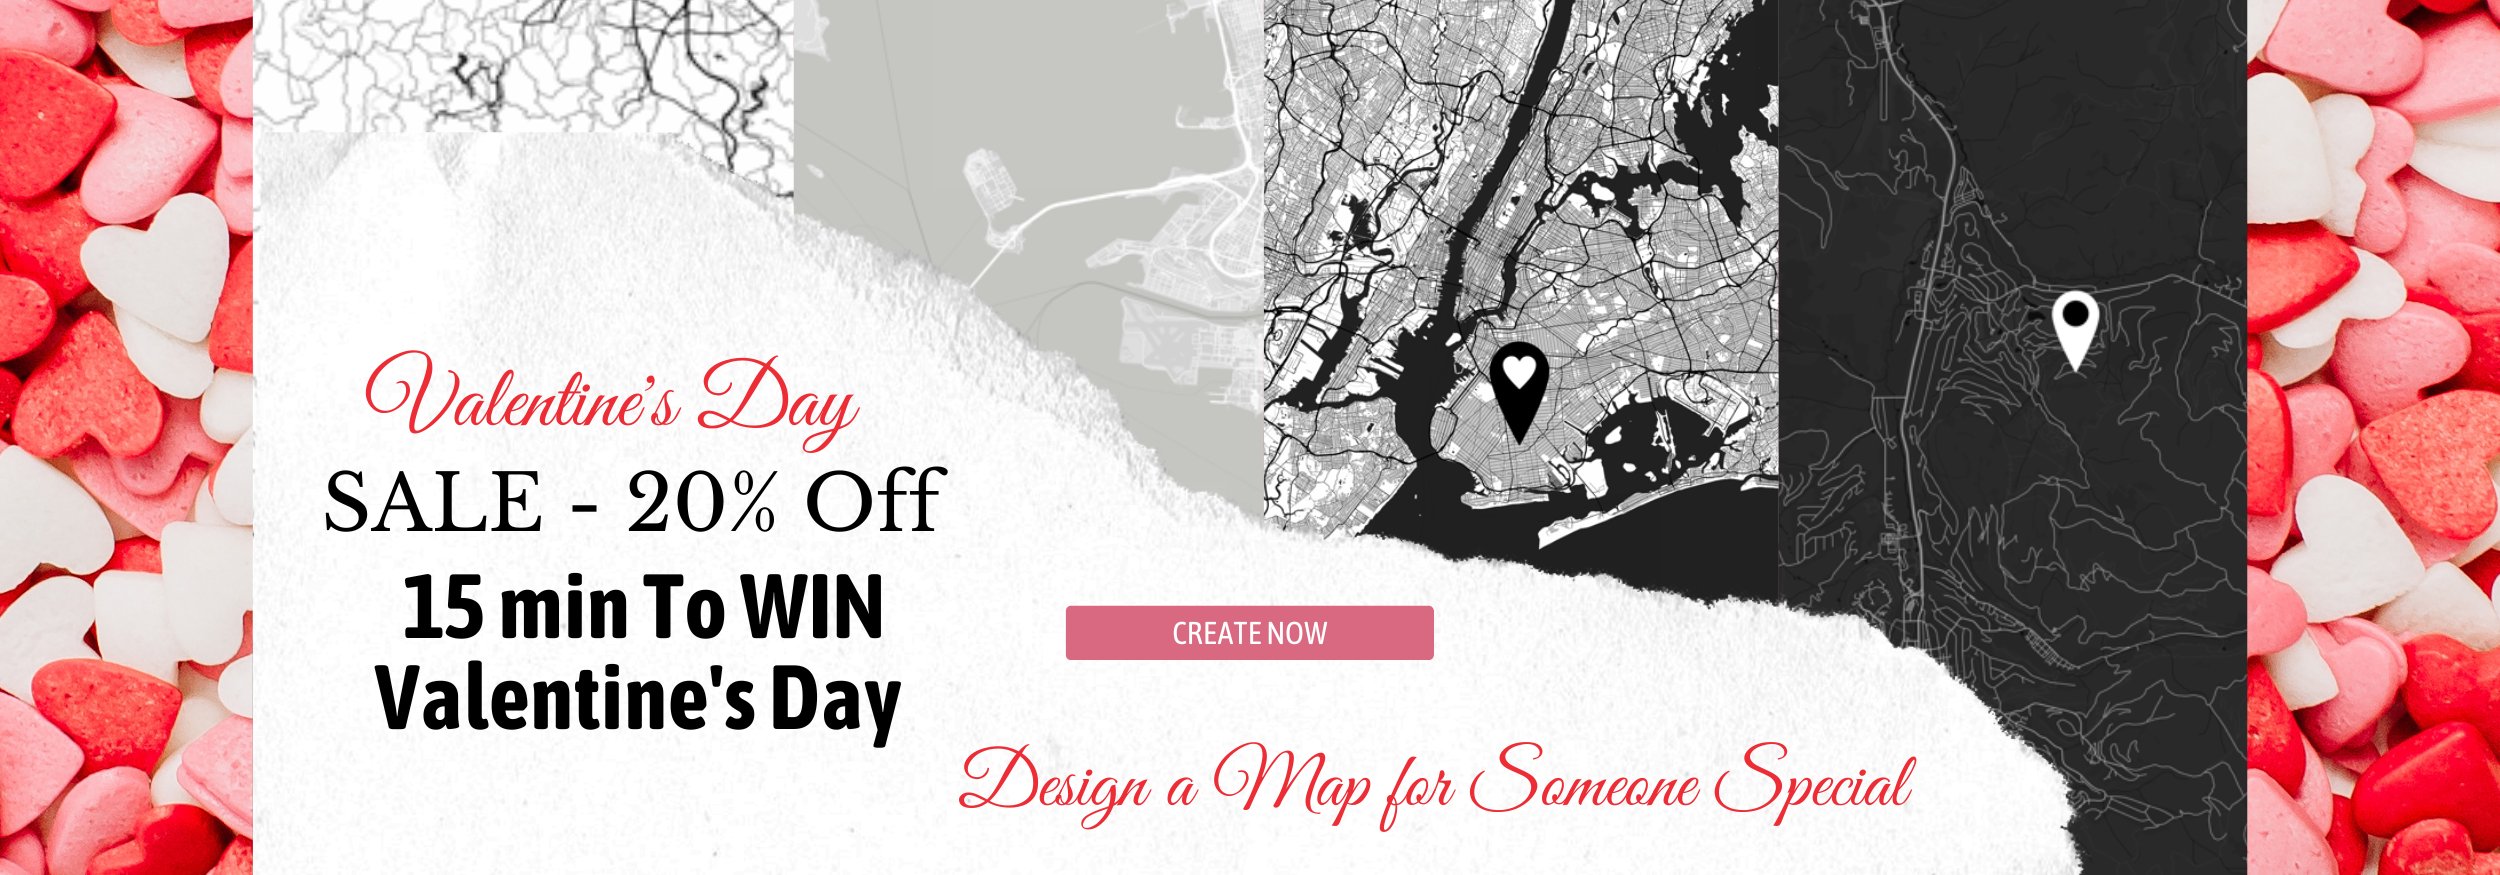 Valentine's Day
SALE - 20% Off
15 min To WIN
Valentine's Day
CREATE NOW
Design a Map for Someone Special